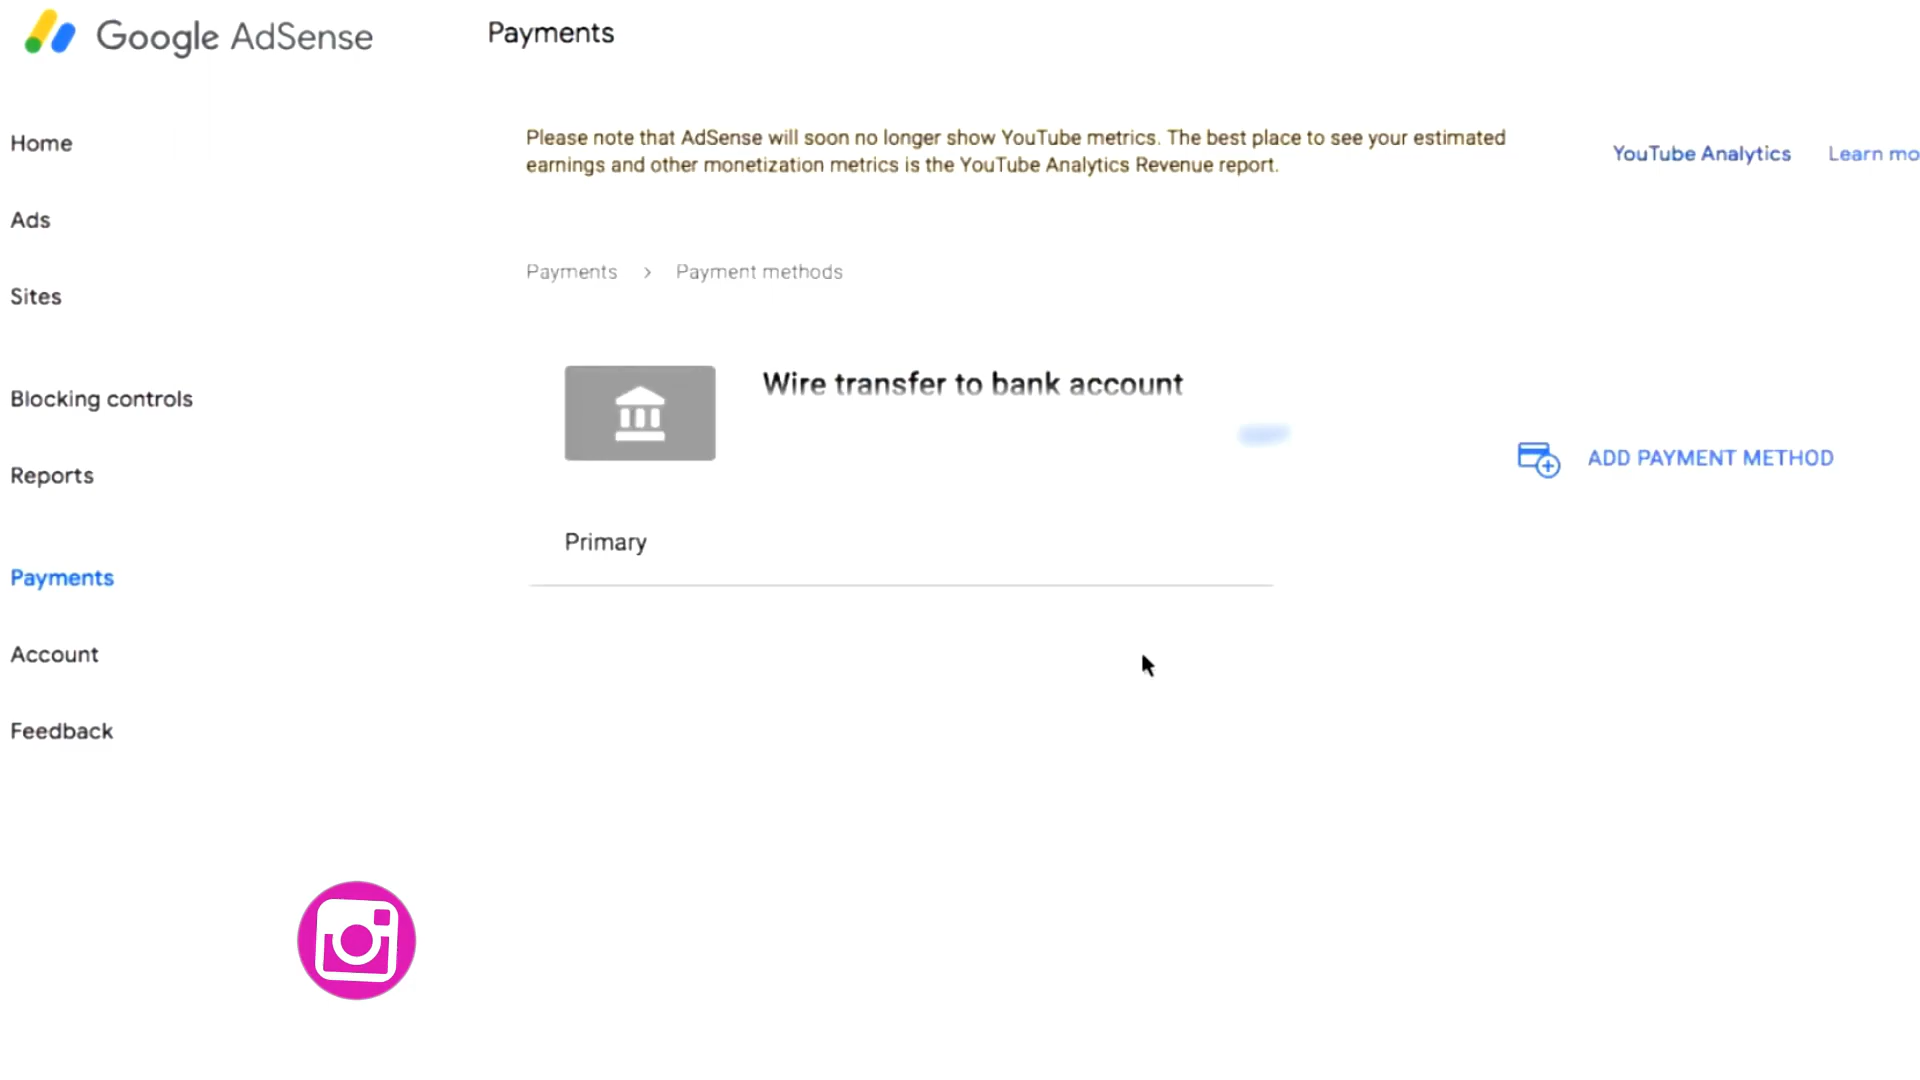 Google AdSense
Payments
Home
Ads
Sites
Blocking controls
Reports
Payments
Account
Feedback
Please note that AdSense will soon no longer show YouTube metrics. The best place to see your estimated
earnings and other monetization metrics is the YouTube Analytics Revenue report.
YouTube Analytics
Learn mo
Payments > Payment methods
Wire transfer to bank account
ADD PAYMENT METHOD
Primary